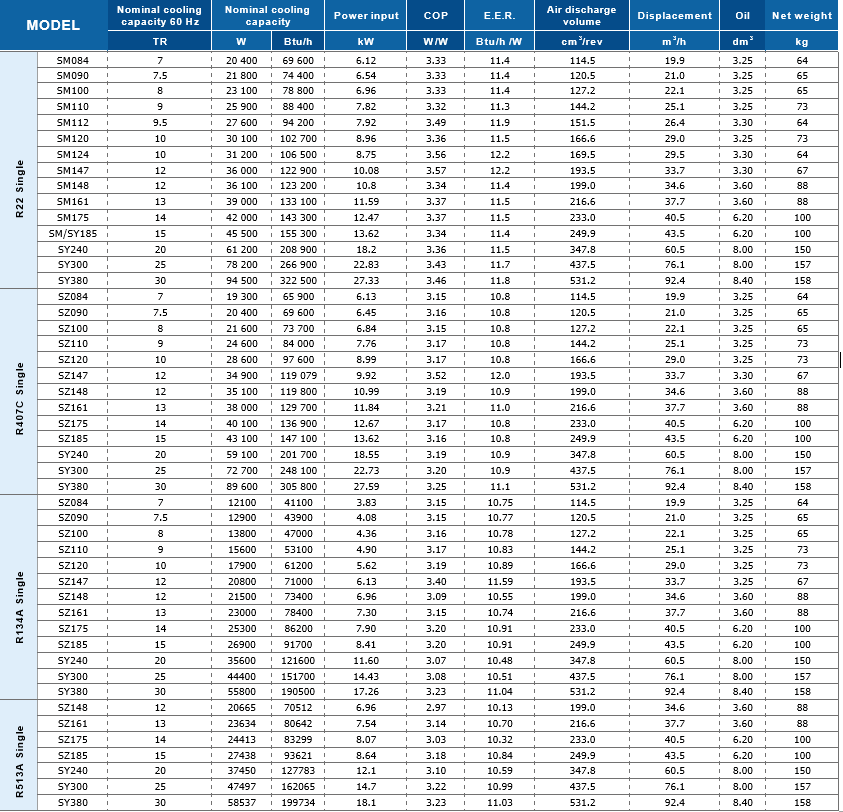 MODEL Nominal cooling capacity 60 Hz Nominal cooling capacity Power input COP E.E.R. Air discharge volume Displacement Oil Net weight
TR W Btu/h kW W/W Btu/h /W cm³/rev m³/h dm³ kg
R22 Single
SM084 7 20 400 69 600 6.12 3.33 11.4 114.5 19.9 3.25 64
SM090 7.5 21 800 74 400 6.54 3.33 11.4 120.5 21.0 3.25 65
SM100 8 23 100 78 800 6.96 3.33 11.4 127.2 22.1 3.25 65
SM110 9 25 900 88 400 7.82 3.32 11.3 144.2 25.1 3.25 73
SM112 9.5 27 600 94 200 7.92 3.49 11.9 151.5 26.4 3.30 64
SM120 10 30 100 102 700 8.96 3.36 11.5 166.6 29.0 3.25 73
SM124 10 31 200 106 500 8.75 3.56 12.2 169.5 29.5 3.30 64
SM147 12 36 000 122 900 10.08 3.57 12.2 193.5 33.7 3.30 67
SM148 12 36 100 123 200 10.8 3.34 11.4 199.0 34.6 3.60 88
SM161 13 39 000 133 100 11.59 3.37 11.5 216.6 37.7 3.60 88
SM175 14 42 000 143 300 12.47 3.37 11.5 233.0 40.5 6.20 100
SM/SY185 15 45 500 155 300 13.62 3.34 11.4 249.9 43.5 6.20 100
SY240 20 61 200 208 900 18.2 3.36 11.5 347.8 60.5 8.00 150
SY300 25 78 200 266 900 22.83 3.43 11.7 437.5 76.1 8.00 157
SY380 30 94 500 322 500 27.33 3.46 11.8 531.2 92.4 8.40 158
R407C Single
SZ084 7 19 300 65 900 6.13 3.15 10.8 114.5 19.9 3.25 64
SZ090 7.5 20 400 69 600 6.45 3.16 10.8 120.5 21.0 3.25 65
SZ100 8 21 600 73 700 6.84 3.15 10.8 127.2 22.1 3.25 65
SZ110 9 24 600 84 000 7.76 3.17 10.8 144.2 25.1 3.25 73
SZ120 10 28 600 97 600 8.99 3.17 10.8 166.6 29.0 3.25 73
SZ147 12 34 900 119 079 9.92 3.52 12.0 193.5 33.7 3.30 67
SZ148 12 35 100 119 800 10.99 3.19 10.9 199.0 34.6 3.60 88
SZ161 13 38 000 129 700 11.84 3.21 11.0 216.6 37.7 3.60 88
SZ175 14 40 100 136 900 12.67 3.17 10.8 233.0 40.5 6.20 100
SZ185 15 43 100 147 100 13.62 3.16 10.8 249.9 43.5 6.20 100
SY240 20 59 100 201 700 18.55 3.19 10.9 347.8 60.5 8.00 150
SY300 25 72 700 248 100 22.73 3.20 10.9 437.5 76.1 8.00 157
SY380 30 89 600 305 800 27.59 3.25 11.1 531.2 92.4 8.40 158
R134A Single
SZ084 7 12100 41100 3.83 3.15 10.75 114.5 19.9 3.25 64
SZ090 7.5 12900 43900 4.08 3.15 10.77 120.5 21.0 3.25 65
SZ100 8 13800 47000 4.36 3.16 10.78 127.2 22.1 3.25 65
SZ110 9 15600 53100 4.90 3.17 10.83 144.2 25.1 3.25 73
SZ120 10 17900 61200 5.62 3.19 10.89 166.6 29.0 3.25 73
SZ147 12 20800 71000 6.13 3.40 11.59 193.5 33.7 3.25 67
SZ148 12 21500 73400 6.96 3.09 10.55 199.0 34.6 3.60 88
SZ161 13 23000 78400 7.30 3.15 10.74 216.6 37.7 3.60 88
SZ175 14 25300 86200 7.90 3.20 10.91 233.0 40.5 6.20 100
SZ185 15 26900 91700 8.41 3.20 10.91 249.9 43.5 6.20 100
SY240 20 35600 121600 11.60 3.07 10.48 347.8 60.5 8.00 150
SY300 25 44400 151700 14.43 3.08 10.51 437.5 76.1 8.00 157
SY380 30 55800 190500 17.26 3.23 11.04 531.2 92.4 8.40 158
R513A Single
SZ148 12 20665 70512 6.96 2.97 10.13 199.0 34.6 3.60 88
SZ161 13 23634 80642 7.54 3.14 10.70 216.6 37.7 3.60 88
SZ175 14 24413 83299 8.07 3.03 10.32 233.0 40.5 6.20 100
SZ185 15 27438 93621 8.64 3.18 10.84 249.9 43.5 6.20 100
SY240 20 37450 127783 12.1 3.10 10.59 347.8 60.5 8.00 150
SY300 25 47497 162065 14.7 3.22 10.99 437.5 76.1 8.00 157
SY380 30 58537 199734 18.1 3.23 11.03 531.2 92.4 8.40 158